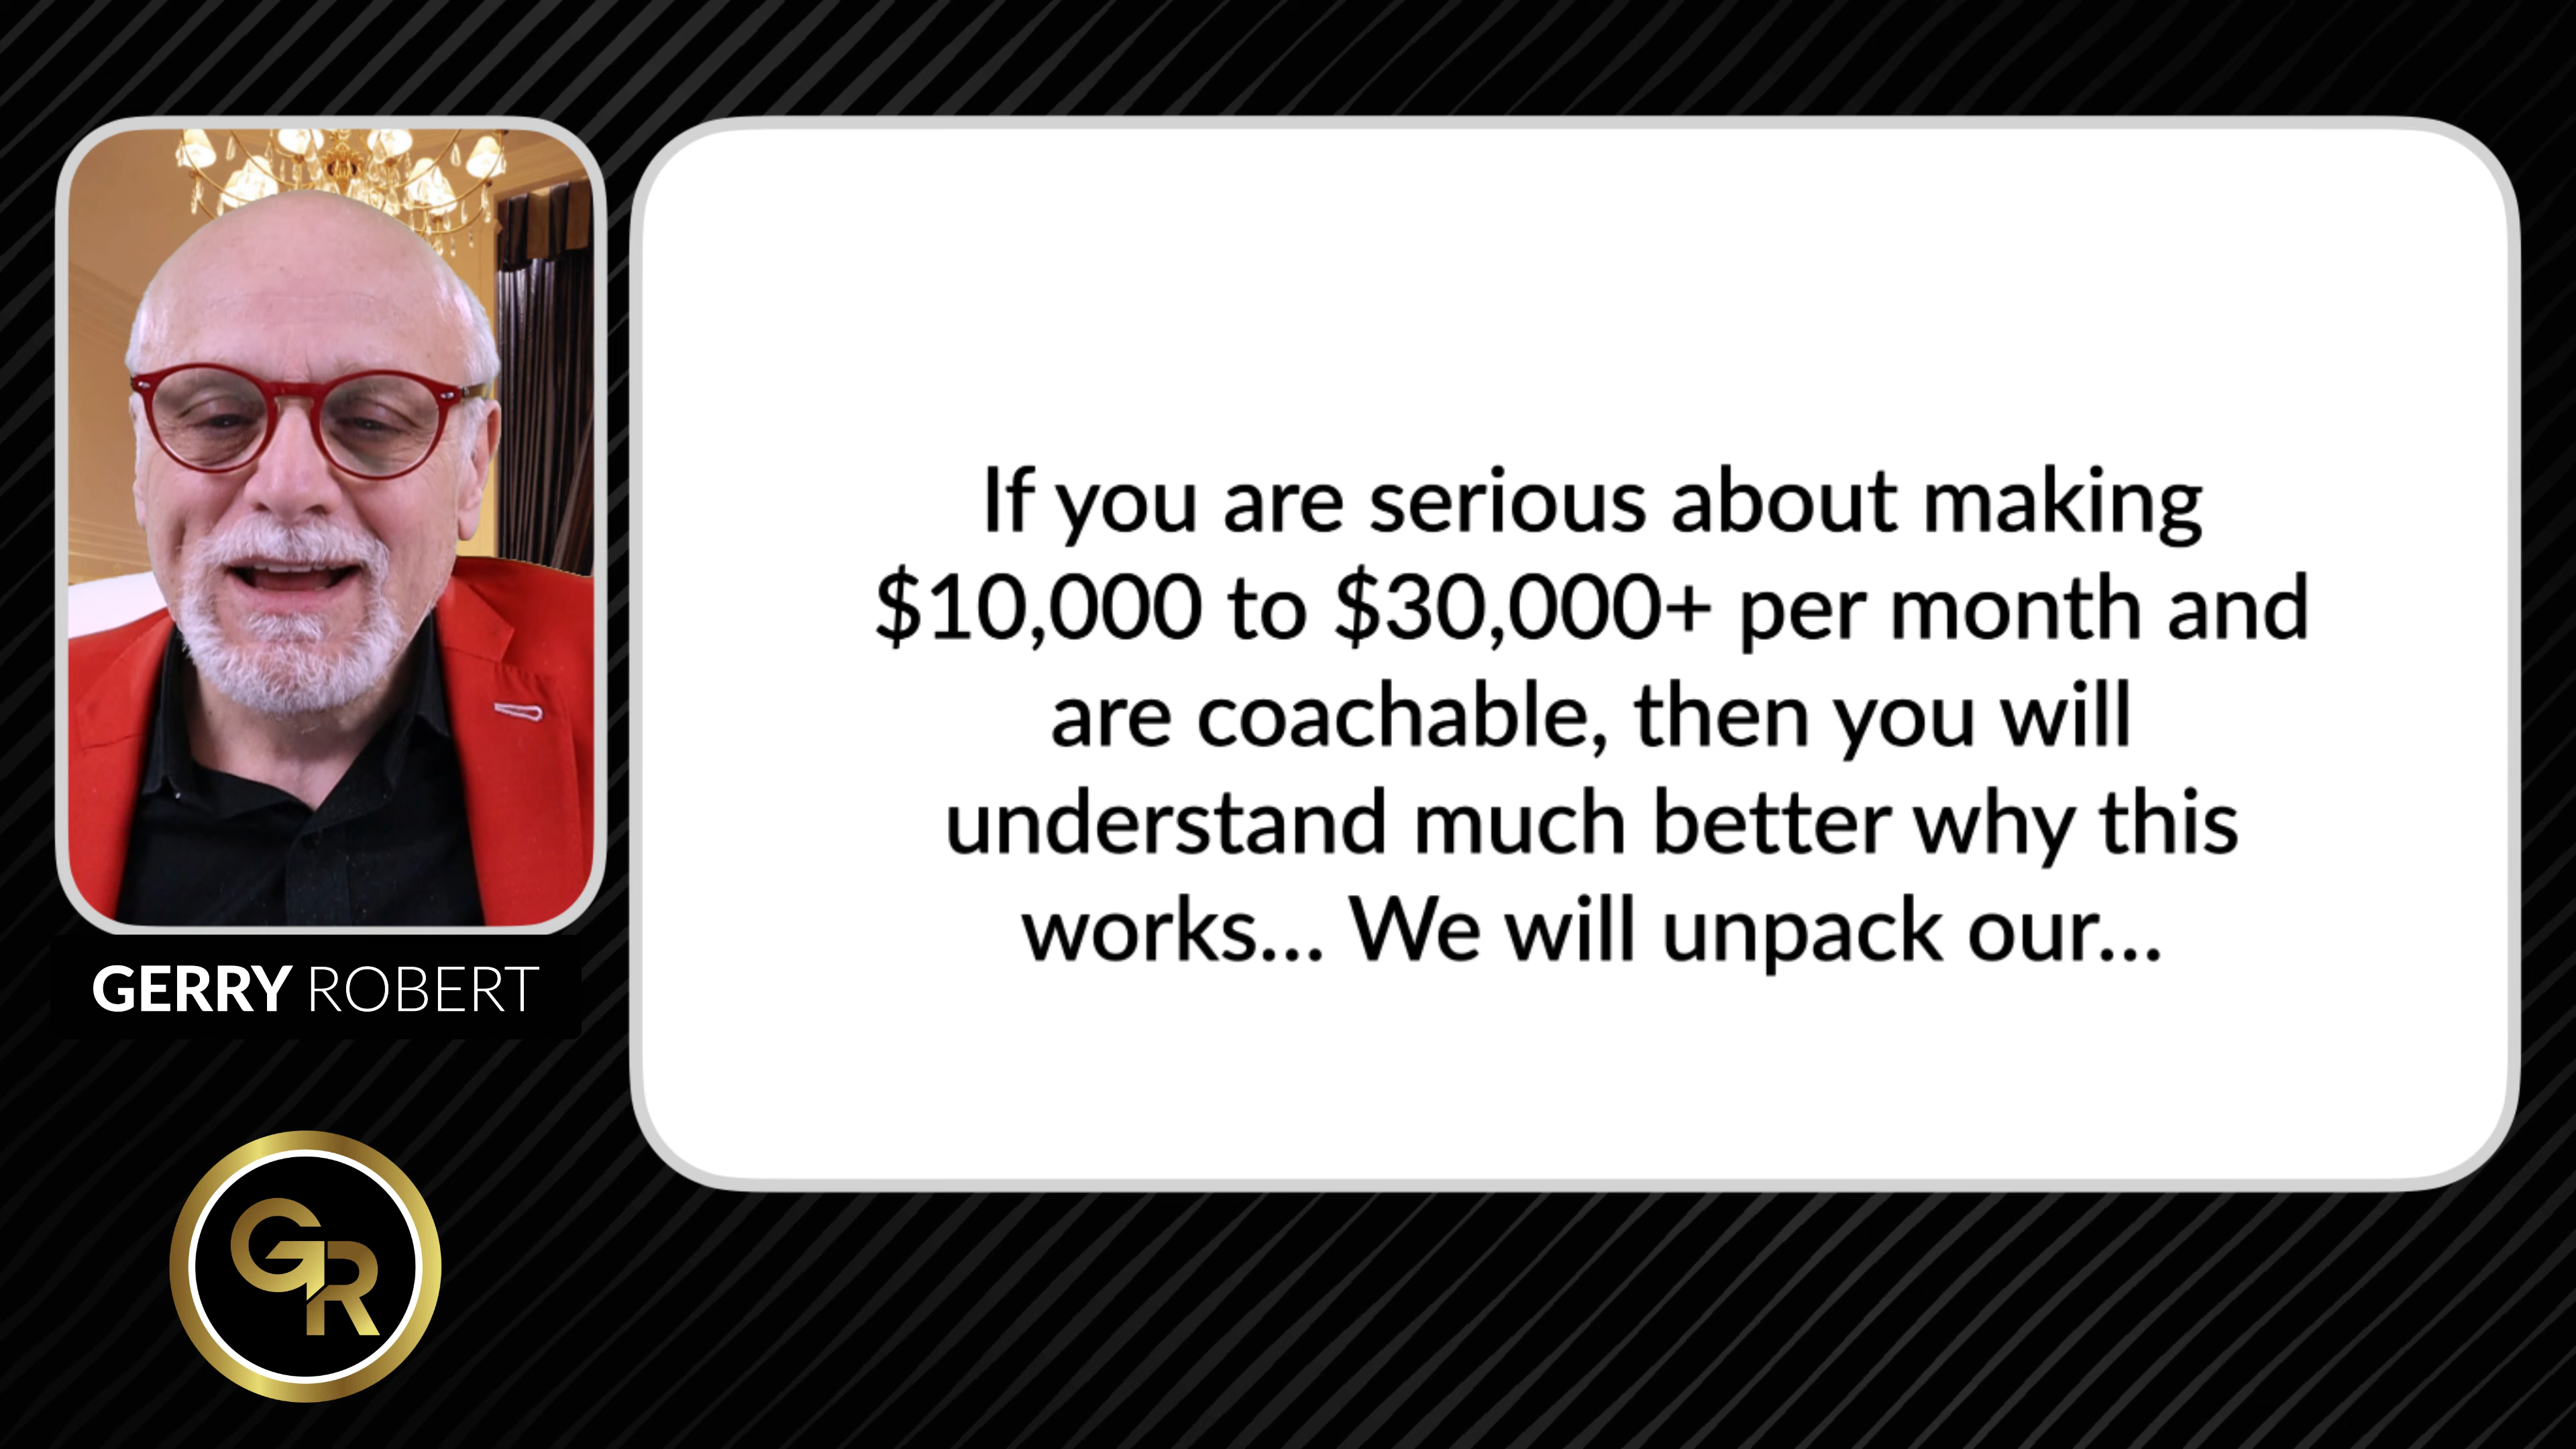 If you are serious about making
$10,000 to $30,000+ per month and
are coachable, then you will
understand much better why this
works... We will unpack our...
GERRY ROBERT
GR